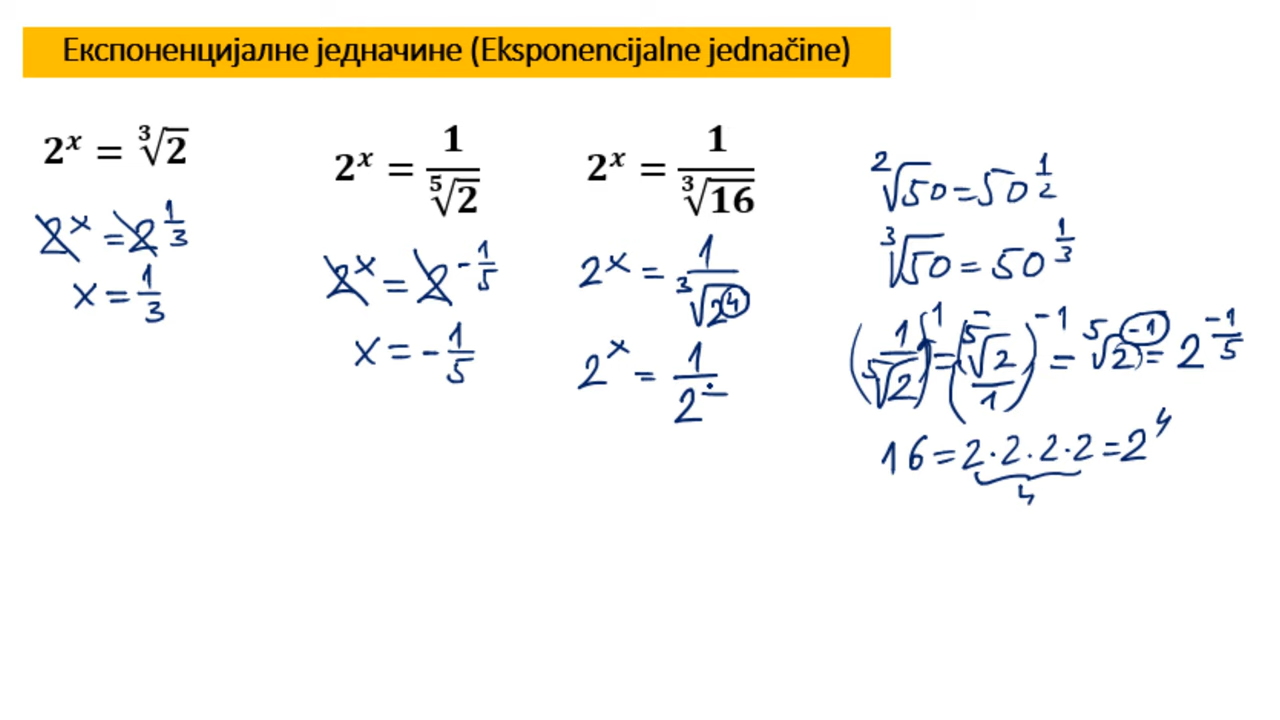 Експоненцијалне једначине (Eksponencijalne jednačine)
2^x = ∛2
2^x = 2^(1/3)
x = 1/3
2^x = 1/⁵√2
2^x = 2^(-1/5)
x = -1/5
2^x = 1/∛16
2^x = 1/∛(2^4)
2^x = 1/2
²√50 = 50^(1/2)
³√50 = 50^(1/3)
(1/⁵√2)^1 = (⁵√2/1)^(-1) = ⁵√(2^(-1)) = 2^(-1/5)
16 = 2·2·2·2 = 2^4
4